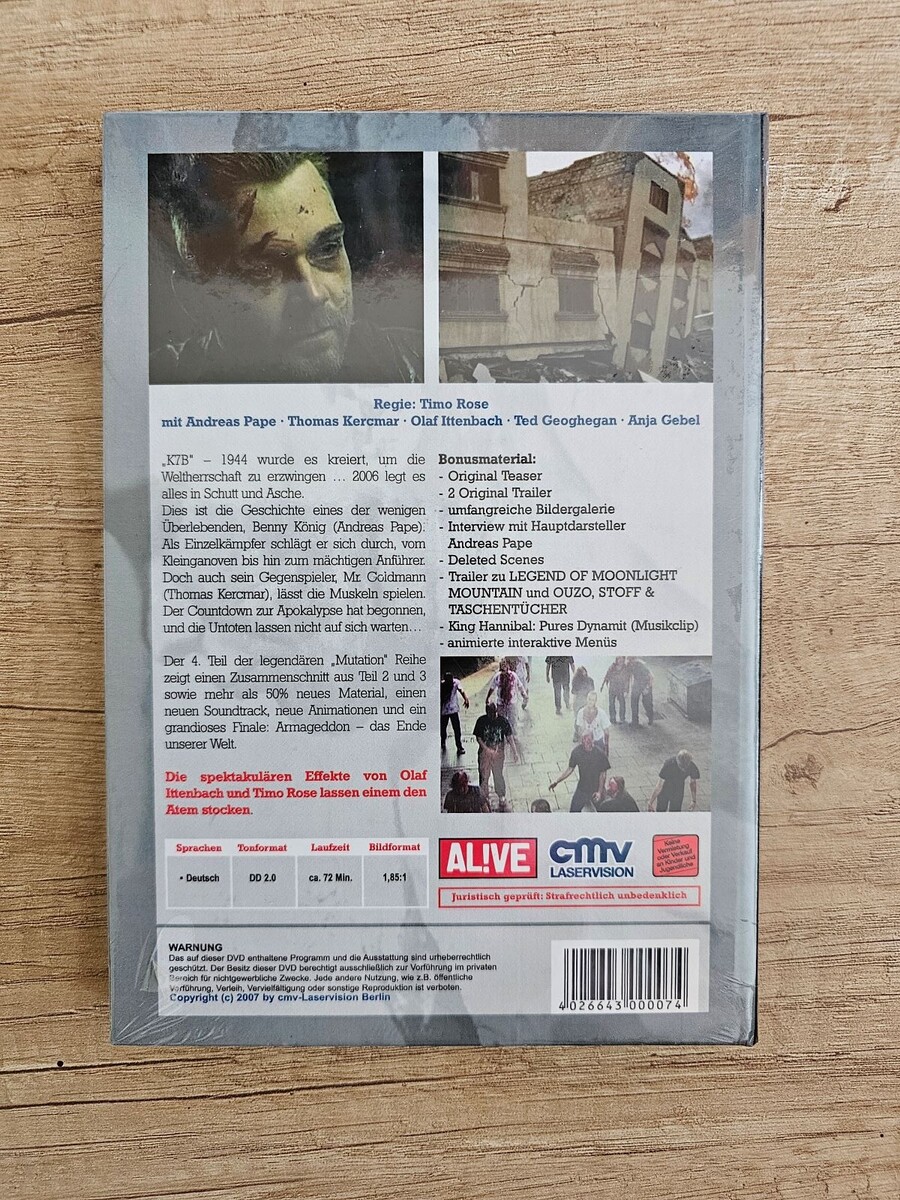 Regie: Timo Rose
mit Andreas Pape · Thomas Kercmar · Olaf Ittenbach · Ted Geoghegan · Anja Gebel
„K7B" – 1944 wurde es kreiert, um die
Weltherrschaft zu erzwingen ... 2006 legt es
alles in Schutt und Asche.
Dies ist die Geschichte eines der wenigen
Überlebenden, Benny König (Andreas Pape).
Als Einzelkämpfer schlägt er sich durch, vom
Kleinganoven bis hin zum mächtigen Anführer.
Doch auch sein Gegenspieler, Mr. Goldmann
(Thomas Kercmar), lässt die Muskeln spielen.
Der Countdown zur Apokalypse hat begonnen,
und die Untoten lassen nicht auf sich warten...
Der 4. Teil der legendären „Mutation" Reihe
zeigt einen Zusammenschnitt aus Teil 2 und 3
sowie mehr als 50% neues Material, einen
neuen Soundtrack, neue Animationen und ein
grandioses Finale: Armageddon – das Ende
unserer Welt.
Die spektakulären Effekte von Olaf
Ittenbach und Timo Rose lassen einem den
Atem stocken.
Bonusmaterial:
- Original Teaser
- 2 Original Trailer
- umfangreiche Bildergalerie
- Interview mit Hauptdarsteller
Andreas Pape
- Deleted Scenes
- Trailer zu LEGEND OF MOONLIGHT
MOUNTAIN und OUZO, STOFF &
TASCHENTÜCHER
- King Hannibal: Pures Dynamit (Musikclip)
- animierte interaktive Menüs
Sprachen Tonformat Laufzeit Bildformat
• Deutsch DD 2.0 ca. 72 Min. 1,85:1
AL!VE
cmv
LASERVISION
Keine
Vermietung
oder Verkauf
an Kinder und
Jugendliche
Juristisch geprüft: Strafrechtlich unbedenklich
WARNUNG
Das auf dieser DVD enthaltene Programm und die Ausstattung sind urheberrechtlich
geschützt. Der Besitz dieser DVD berechtigt ausschließlich zur Vorführung im privaten
Bereich für nichtgewerbliche Zwecke. Jede andere Nutzung, wie z.B. öffentliche
Vorführung, Verleih, Vervielfältigung oder sonstige Reproduktion ist verboten.
Copyright (c) 2007 by cmv-Laservision Berlin
4 026643 000074